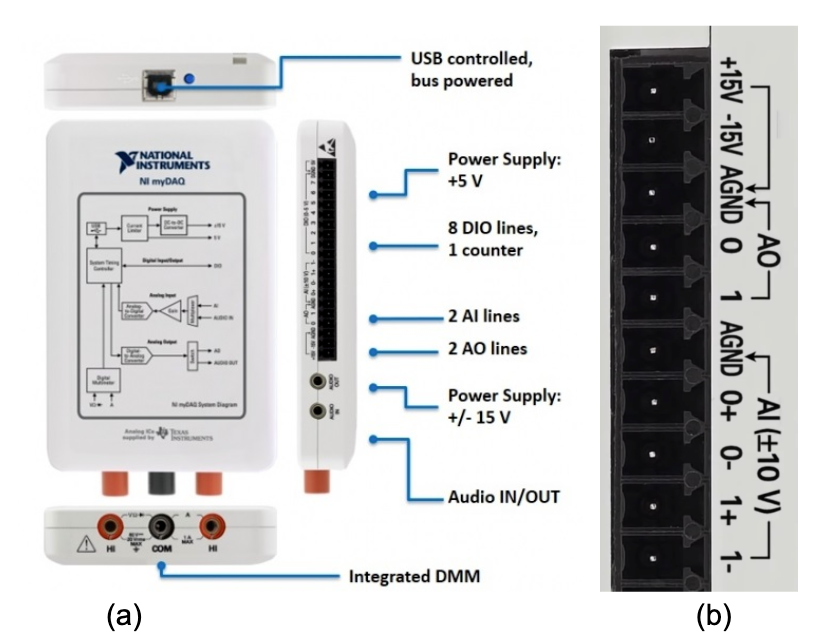 USB controlled,
bus powered
NATIONAL
INSTRUMENTS
NI myDAQ
Power Supply
USB
Current
Limiter
DC-to-DC
Converter
±15 V
5 V
System Timing
Controller
Digital Input/Output
DIO
Analog Input
Analog-
to-Digital
Converter
Gain
Multiplexer
AI
AUDIO IN
Analog Output
Digital-
to-Analog
Converter
Switch
AO
AUDIO OUT
Digital
Multimeter
A
NI myDAQ System Diagram
Analog ICs
supplied by
TEXAS
INSTRUMENTS
AUDIO
OUT
AUDIO
IN
Power Supply:
+5 V
8 DIO lines,
1 counter
2 AI lines
2 AO lines
Power Supply:
+/- 15 V
Audio IN/OUT
HI
COM
HI
A
1 A
MAX
Integrated DMM
(a)
+15V -15V AGND 0 1 AGND 0+ 0- 1+ 1-
AO
AI (±10 V)
(b)